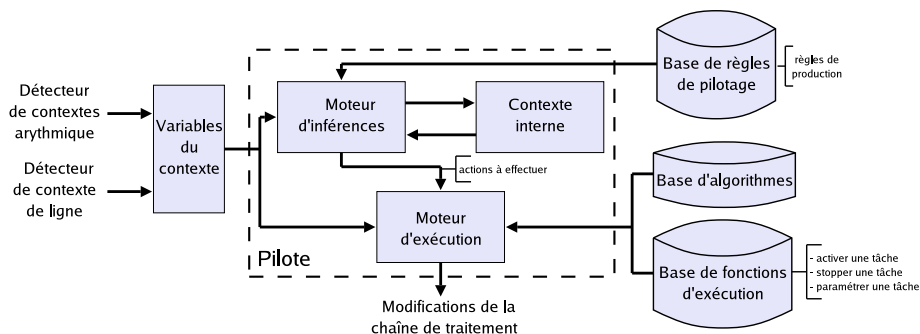 Détecteur
de contextes
arythmique
Détecteur
de contexte
de ligne
Variables
du
contexte
Pilote
Moteur
d'inférences
Contexte
interne
actions à effectuer
Moteur
d'exécution
Modifications de la
chaîne de traitement
Base de règles
de pilotage
règles de
production
Base d'algorithmes
Base de fonctions
d'exécution
- activer une tâche
- stopper une tâche
- paramétrer une tâche